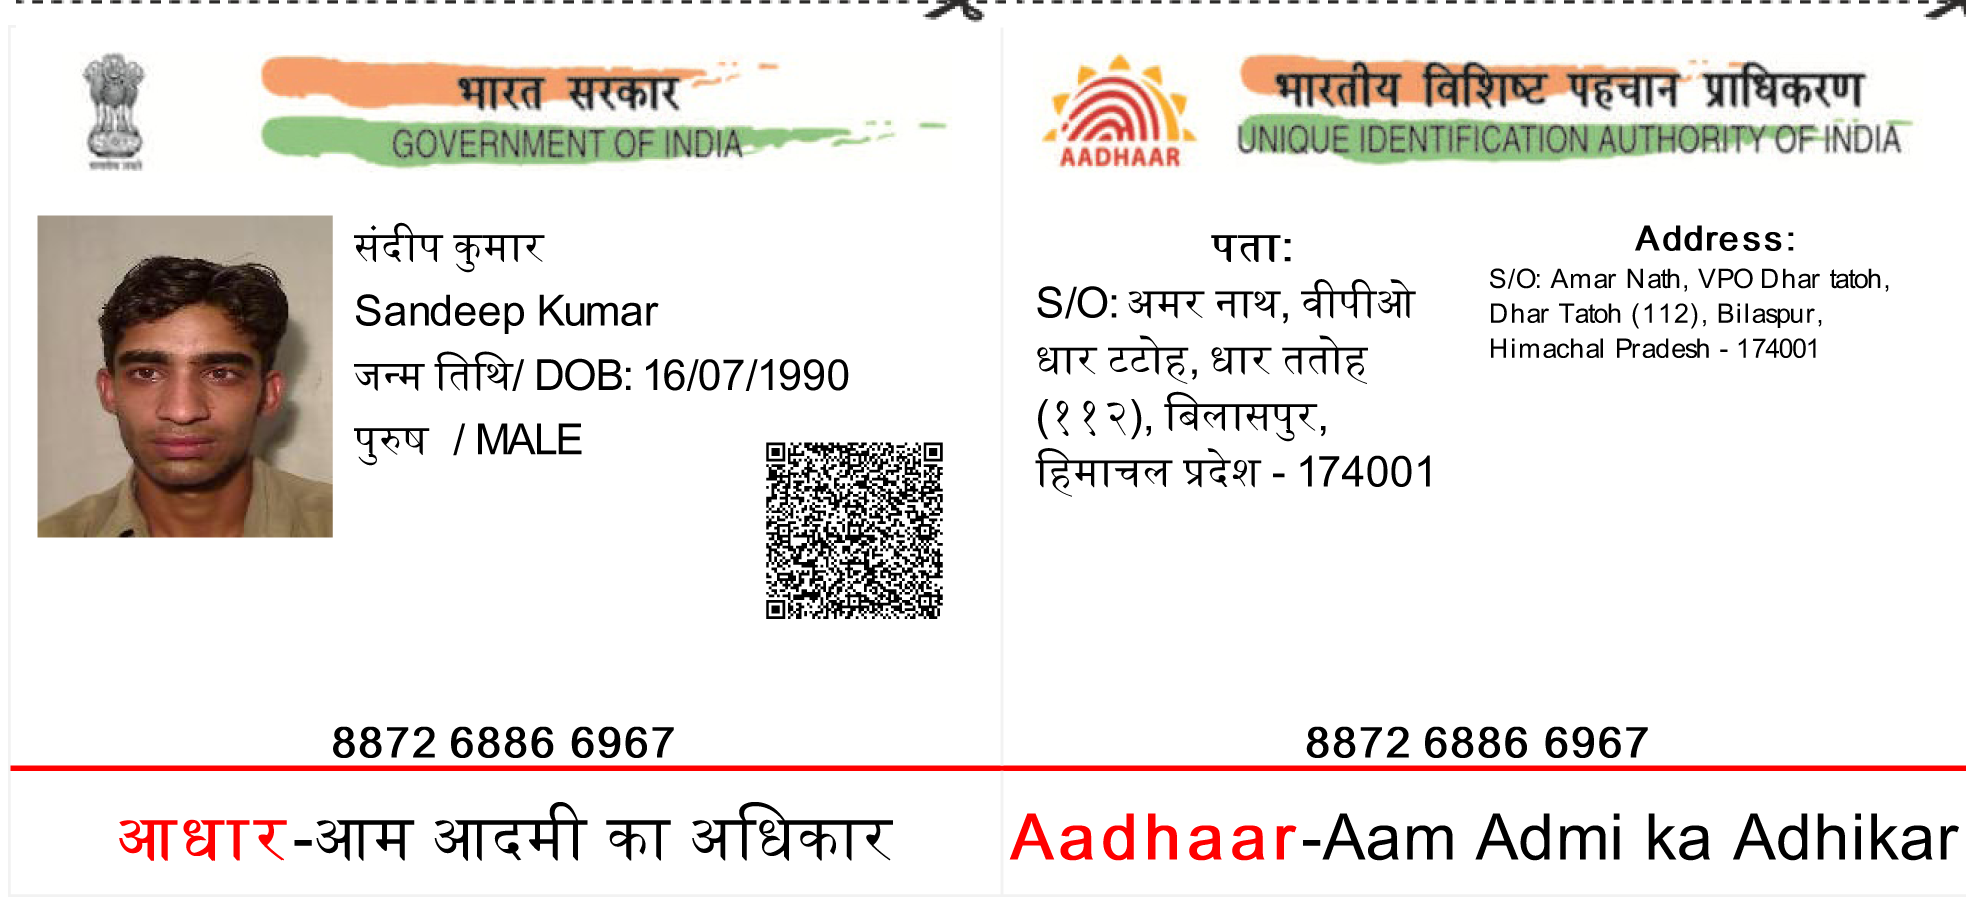 भारत सरकार
GOVERNMENT OF INDIA
संदीप कुमार
Sandeep Kumar
जन्म तिथि/ DOB: 16/07/1990
पुरुष / MALE
8872 6886 6967
आधार-आम आदमी का अधिकार
भारतीय विशिष्ट पहचान प्राधिकरण
UNIQUE IDENTIFICATION AUTHORITY OF INDIA
AADHAAR
पता:
S/O: अमर नाथ, वीपीओ
धार टटोह, धार ततोह
(११२), बिलासपुर,
हिमाचल प्रदेश - 174001
Address:
S/O: Amar Nath, VPO Dhar tatoh,
Dhar Tatoh (112), Bilaspur,
Himachal Pradesh - 174001
8872 6886 6967
Aadhaar-Aam Admi ka Adhikar